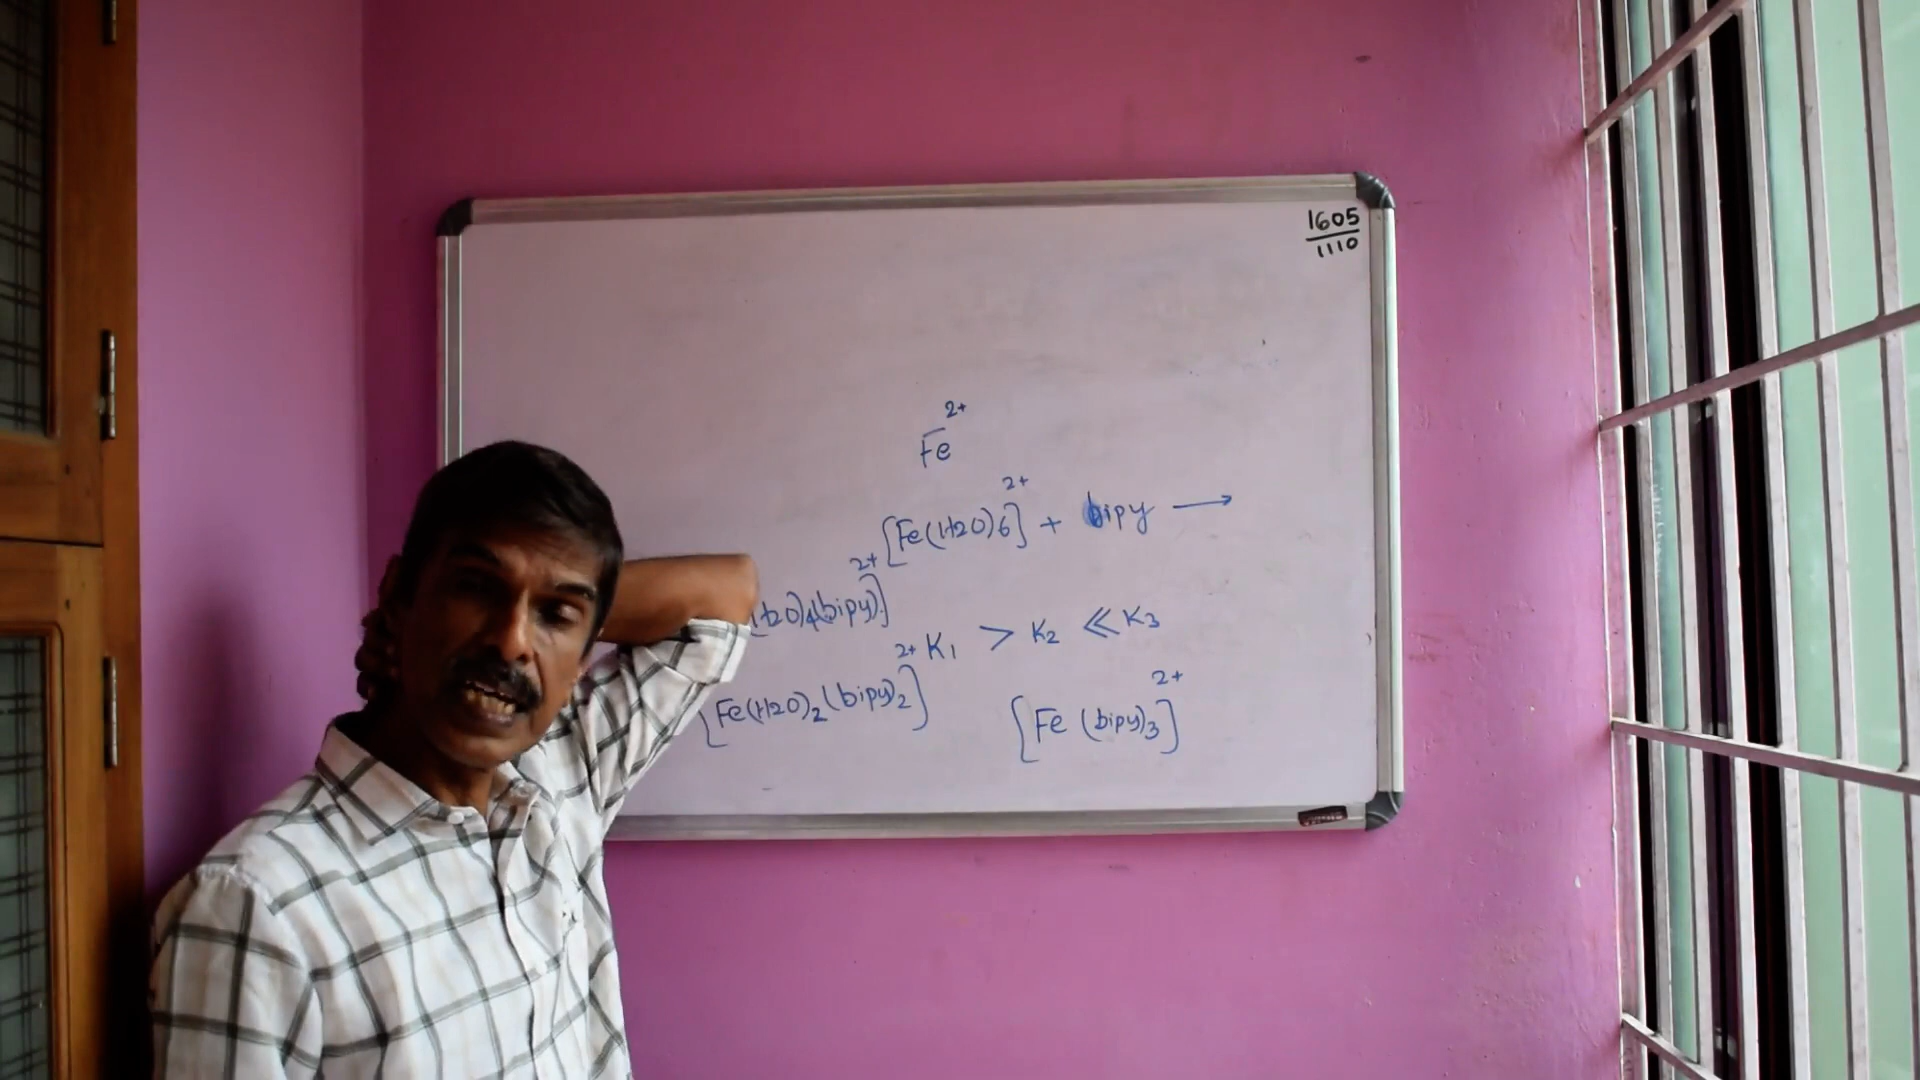 1605
1110
Fe2+
[Fe(H2O)6]2+ + bipy →
(H2O)4(bipy)]2+
K1 > K2 << K3
[Fe(H2O)2(bipy)2]2+ [Fe (bipy)3]2+